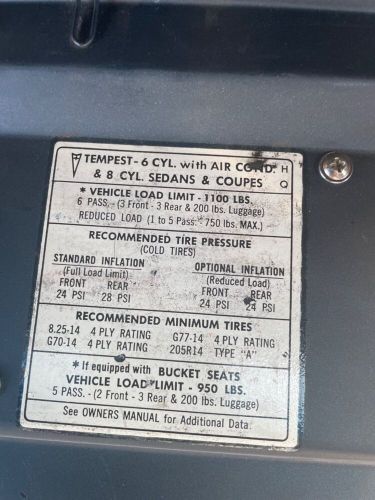 TEMPEST-6 CYL. with AIR COND. H
& 8 CYL. SEDANS & COUPES Q
* VEHICLE LOAD LIMIT - 1100 LBS.
6 PASS. - (3 Front - 3 Rear & 200 lbs. Luggage)
REDUCED LOAD (1 to 5 Pass. - 750 lbs. MAX.)
RECOMMENDED TIRE PRESSURE
(COLD TIRES)
STANDARD INFLATION OPTIONAL INFLATION
(Full Load Limit) (Reduced Load)
FRONT REAR FRONT REAR
24 PSI 28 PSI 24 PSI 24 PSI
RECOMMENDED MINIMUM TIRES
8.25-14 4 PLY RATING G77-14 4 PLY RATING
G70-14 4 PLY RATING 205R14 TYPE "A"
* If equipped with BUCKET SEATS
VEHICLE LOAD LIMIT - 950 LBS.
5 PASS. - (2 Front - 3 Rear & 200 lbs. Luggage)
See OWNERS MANUAL for Additional Data.